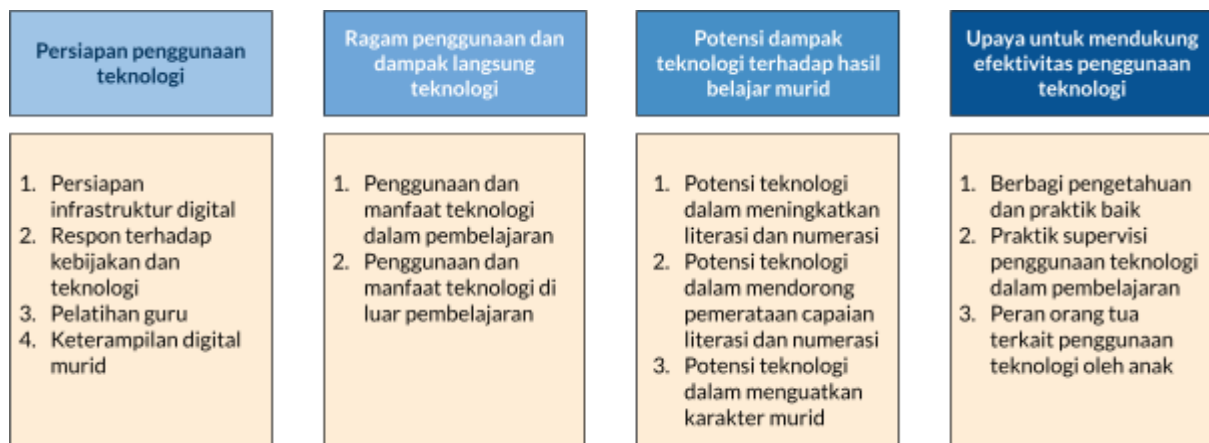 Persiapan penggunaan
teknologi
Ragam penggunaan dan
dampak langsung
teknologi
Potensi dampak
teknologi terhadap hasil
belajar murid
Upaya untuk mendukung
efektivitas penggunaan
teknologi
1. Persiapan
infrastruktur digital
2. Respon terhadap
kebijakan dan
teknologi
3. Pelatihan guru
4. Keterampilan digital
murid
1. Penggunaan dan
manfaat teknologi
dalam pembelajaran
2. Penggunaan dan
manfaat teknologi di
luar pembelajaran
1. Potensi teknologi
dalam meningkatkan
literasi dan numerasi
2. Potensi teknologi
dalam mendorong
pemerataan capaian
literasi dan numerasi
3. Potensi teknologi
dalam menguatkan
karakter murid
1. Berbagi pengetahuan
dan praktik baik
2. Praktik supervisi
penggunaan teknologi
dalam pembelajaran
3. Peran orang tua
terkait penggunaan
teknologi oleh anak